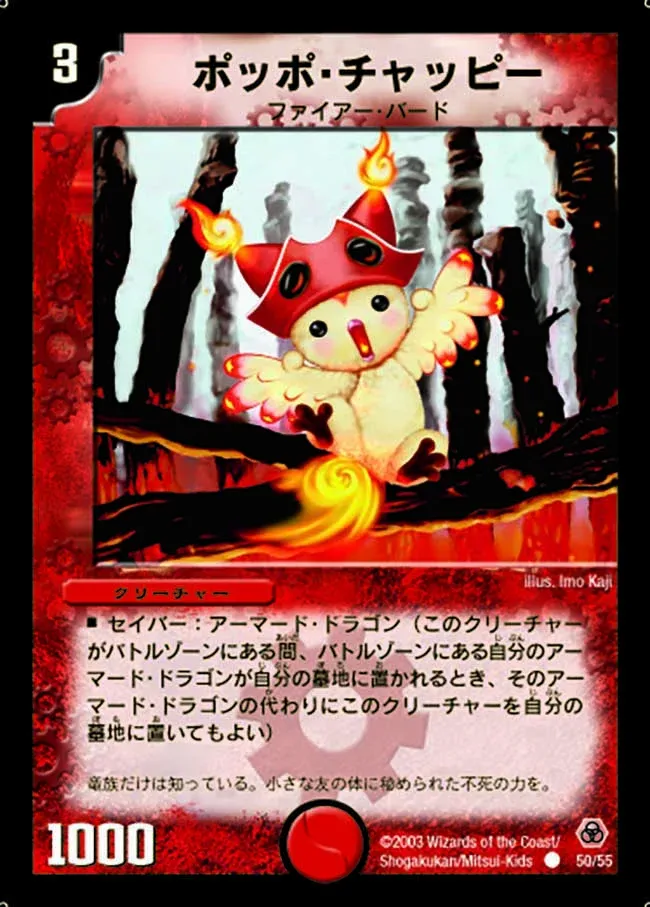 3
ポッポ・チャッピー
ファイアー・バード
illus. Imo Kaji
クリーチャー
■ セイバー：アーマード・ドラゴン（このクリーチャー
がバトルゾーンにある間、バトルゾーンにある自分のアー
マード・ドラゴンが自分の墓地に置かれるとき、そのアー
マード・ドラゴンの代わりにこのクリーチャーを自分の
墓地に置いてもよい）
竜族だけは知っている。小さな友の体に秘められた不死の力を。
1000
©2003 Wizards of the Coast/
Shogakukan/Mitsui-Kids
50/55